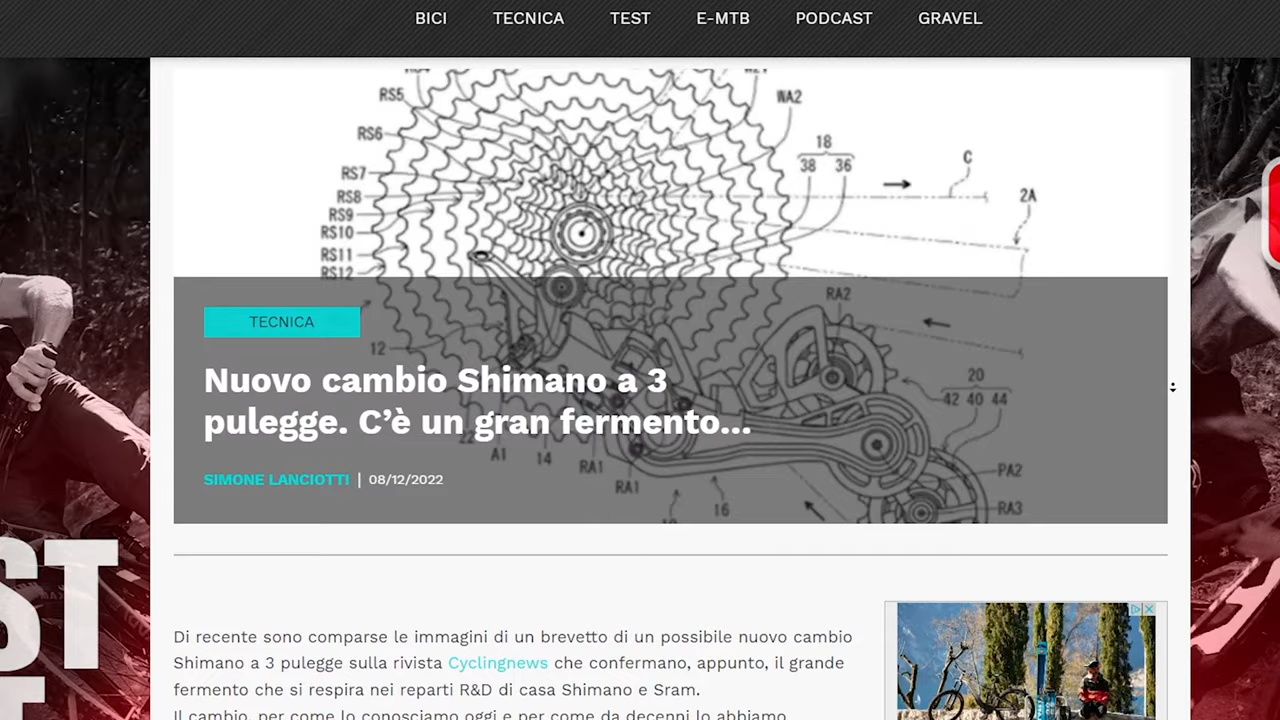 BICI TECNICA TEST E-MTB PODCAST GRAVEL
RS5
WA2
RS6
18
38 36
C
RS7
2A
RS8
RS9
RS10
RS11
RS12
RA2
TECNICA
12
20
42 40 44
Nuovo cambio Shimano a 3
pulegge. C’è un gran fermento...
A1
14
RA1
PA2
RA1
SIMONE LANCIOTTI | 08/12/2022
16
RA3
Di recente sono comparse le immagini di un brevetto di un possibile nuovo cambio
Shimano a 3 pulegge sulla rivista Cyclingnews che confermano, appunto, il grande
fermento che si respira nei reparti R&D di casa Shimano e Sram.
Il cambio, per come lo conosciamo oggi e per come da decenni lo abbiamo
ST